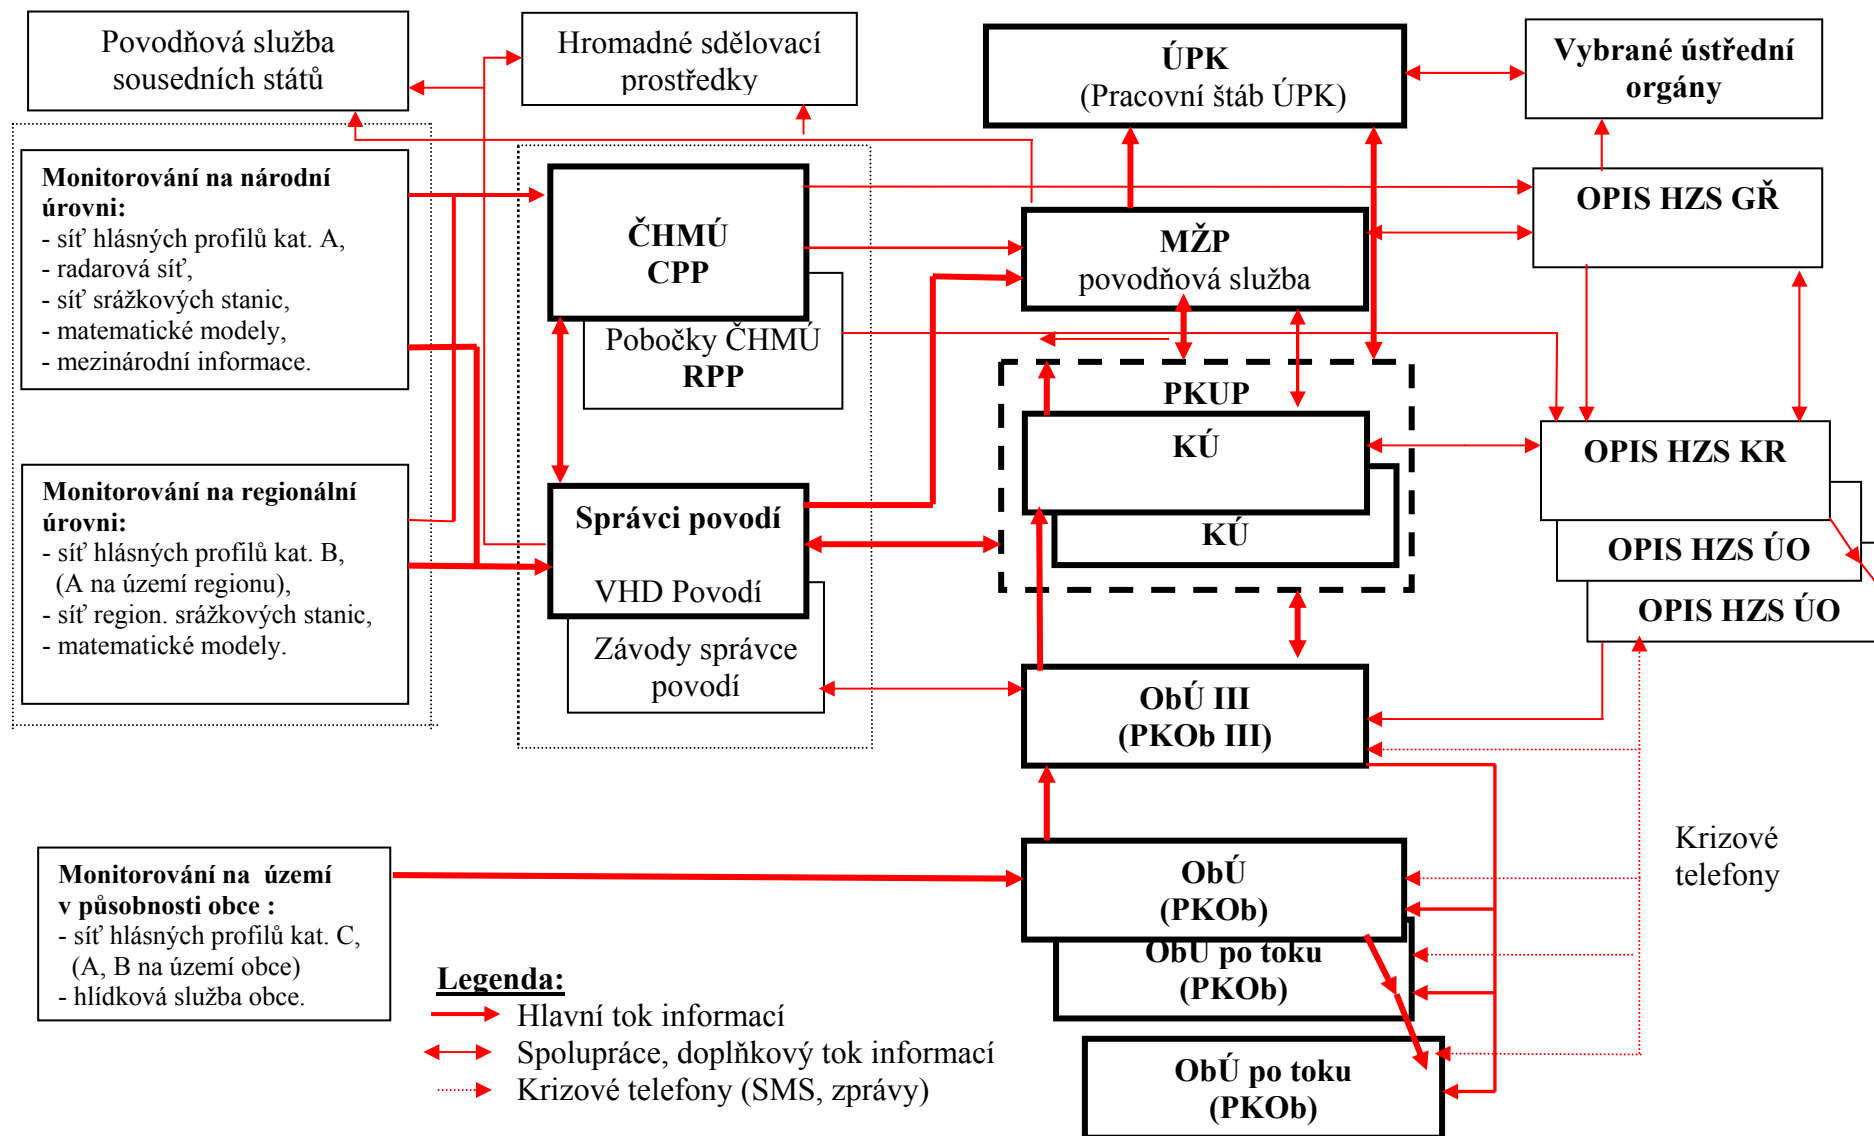 Povodňová služba
sousedních států
Hromadné sdělovací
prostředky
ÚPK
(Pracovní štáb ÚPK)
Vybrané ústřední
orgány
Monitorování na národní
úrovni:
- síť hlásných profilů kat. A,
- radarová síť,
- síť srážkových stanic,
- matematické modely,
- mezinárodní informace.
ČHMÚ
CPP
Pobočky ČHMÚ
RPP
MŽP
povodňová služba
OPIS HZS GŘ
PKUP
KÚ
KÚ
OPIS HZS KR
OPIS HZS ÚO
OPIS HZS ÚO
Monitorování na regionální
úrovni:
- síť hlásných profilů kat. B,
(A na území regionu),
- síť region. srážkových stanic,
- matematické modely.
Správci povodí
VHD Povodí
Závody správce
povodí
ObÚ III
(PKOb III)
Krizové
telefony
Monitorování na území
v působnosti obce :
- síť hlásných profilů kat. C,
(A, B na území obce)
- hlídková služba obce.
ObÚ
(PKOb)
ObÚ po toku
(PKOb)
ObÚ po toku
(PKOb)
Legenda:
Hlavní tok informací
Spolupráce, doplňkový tok informací
Krizové telefony (SMS, zprávy)